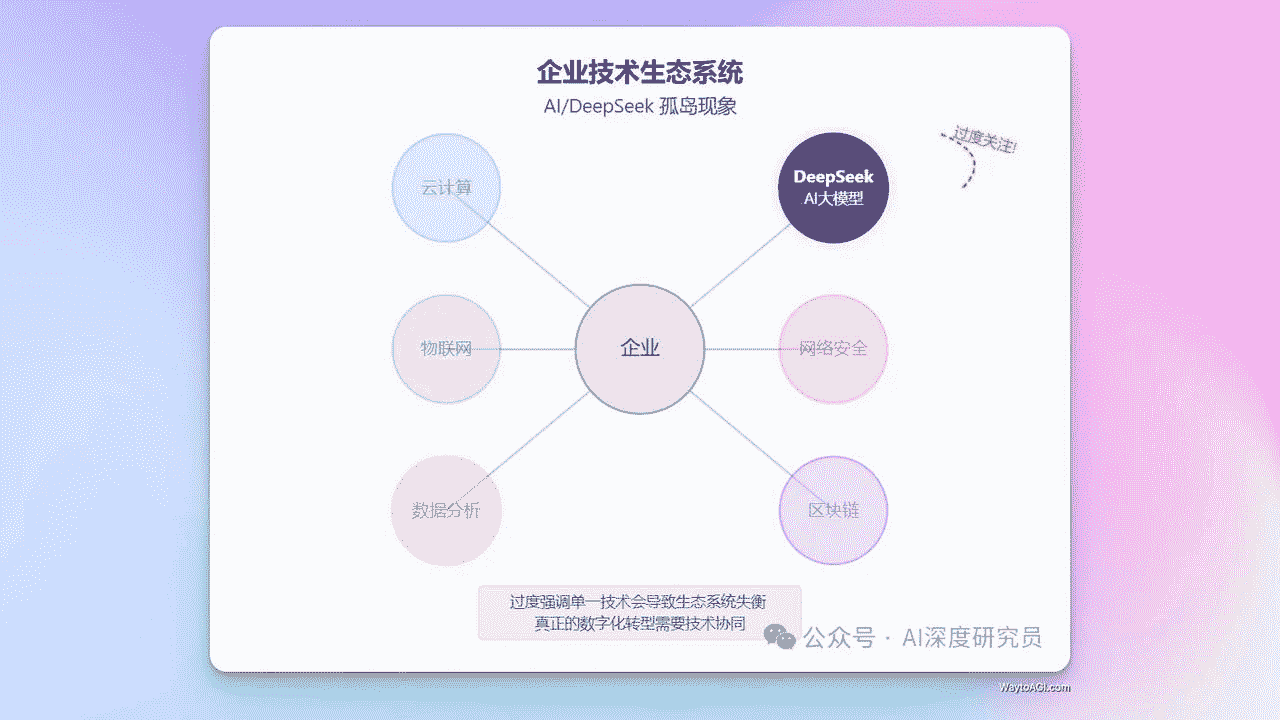 企业技术生态系统
AI/DeepSeek 孤岛现象
过度关注!
云计算
DeepSeek
AI大模型
物联网
企业
网络安全
数据分析
区块链
过度强调单一技术会导致生态系统失衡
真正的数字化转型需要技术协同
公众号 · AI深度研究员
WaytoAGI.com